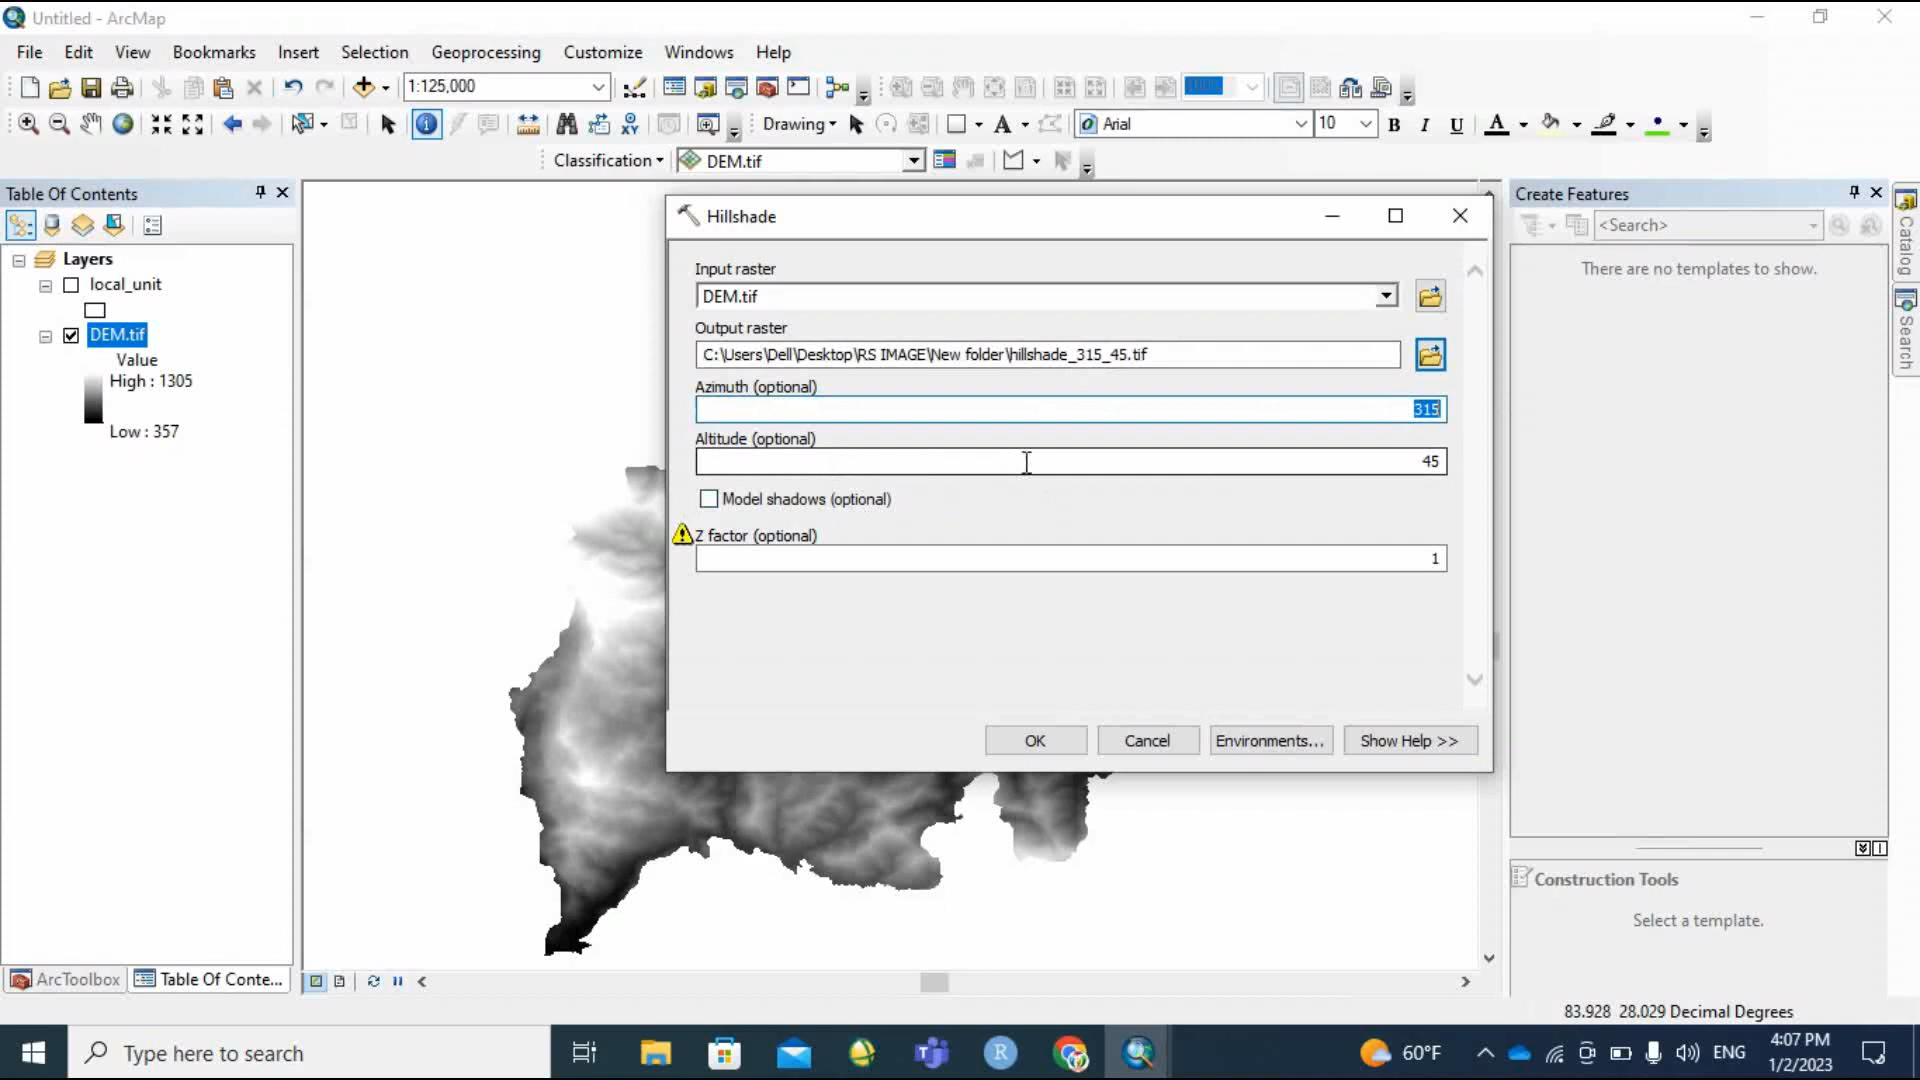 Untitled - ArcMap
File Edit View Bookmarks Insert Selection Geoprocessing Customize Windows Help
1:125,000
Drawing Arial 10 B I U A
Classification DEM.tif
Table Of Contents
Layers
local_unit
DEM.tif
Value
High : 1305
Low : 357
ArcToolbox Table Of Conte...
Hillshade
Input raster
DEM.tif
Output raster
C:\Users\Dell\Desktop\RS IMAGE\New folder\hillshade_315_45.tif
Azimuth (optional)
315
Altitude (optional)
45
Model shadows (optional)
Z factor (optional)
1
OK Cancel Environments... Show Help >>
Create Features
<Search>
There are no templates to show.
Construction Tools
Select a template.
Catalog
Search
83.928 28.029 Decimal Degrees
Type here to search
60°F ENG
4:07 PM
1/2/2023